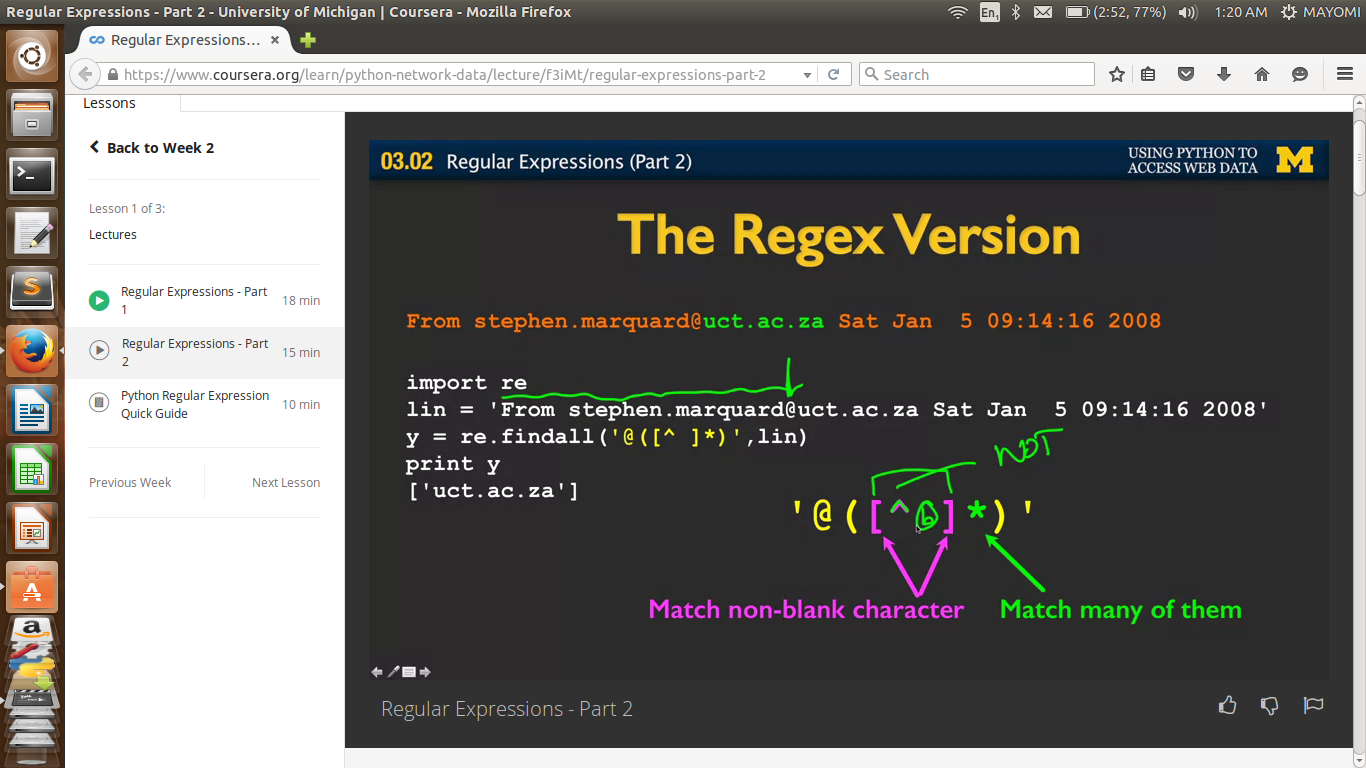 Regular Expressions - Part 2 - University of Michigan | Coursera - Mozilla Firefox
En1
(2:52, 77%)
1:20 AM
MAYOMI
Regular Expressions…
https://www.coursera.org/learn/python-network-data/lecture/f3iMt/regular-expressions-part-2
Search
Lessons
Back to Week 2
Lesson 1 of 3:
Lectures
Regular Expressions - Part
1
18 min
Regular Expressions - Part
2
15 min
Python Regular Expression
Quick Guide
10 min
Previous Week
Next Week
03.02 Regular Expressions (Part 2)
USING PYTHON TO
ACCESS WEB DATA
M
The Regex Version
From stephen.marquard@uct.ac.za Sat Jan  5 09:14:16 2008
import re
lin = 'From stephen.marquard@uct.ac.za Sat Jan  5 09:14:16 2008'
y = re.findall('@([^ ]*)',lin)
print y
['uct.ac.za']
NOT
'@([^b]*)'
Match non-blank character
Match many of them
Regular Expressions - Part 2